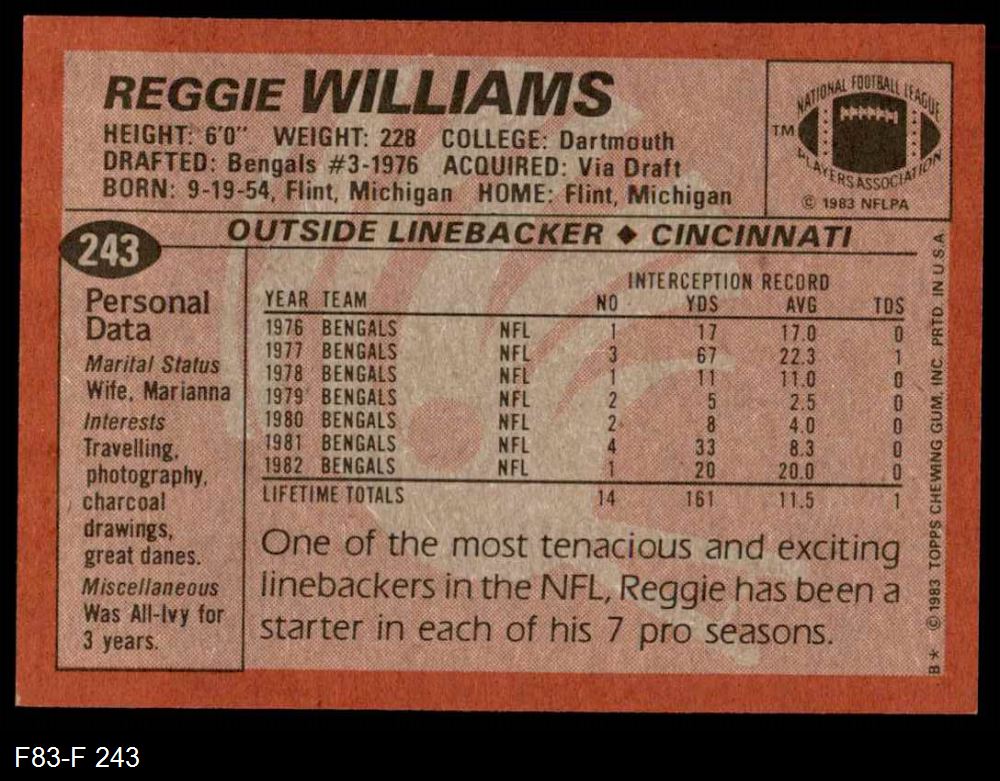 REGGIE WILLIAMS
HEIGHT: 6'0" WEIGHT: 228 COLLEGE: Dartmouth
DRAFTED: Bengals #3-1976 ACQUIRED: Via Draft
BORN: 9-19-54, Flint, Michigan HOME: Flint, Michigan
NATIONAL FOOTBALL LEAGUE
TM
PLAYERS ASSOCIATION
© 1983 NFLPA
243
OUTSIDE LINEBACKER ♦ CINCINNATI
Personal
Data
Marital Status
Wife, Marianna
Interests
Travelling,
photography,
charcoal
drawings,
great danes.
Miscellaneous
Was All-Ivy for
3 years.
INTERCEPTION RECORD
YEAR TEAM NO YDS AVG TDS
1976 BENGALS NFL 1 17 17.0 0
1977 BENGALS NFL 3 67 22.3 1
1978 BENGALS NFL 1 11 11.0 0
1979 BENGALS NFL 2 5 2.5 0
1980 BENGALS NFL 2 8 4.0 0
1981 BENGALS NFL 4 33 8.3 0
1982 BENGALS NFL 1 20 20.0 0
LIFETIME TOTALS 14 161 11.5 1
One of the most tenacious and exciting
linebackers in the NFL, Reggie has been a
starter in each of his 7 pro seasons.
B* © 1983 TOPPS CHEWING GUM, INC. PRTD. IN U.S.A.
F83-F 243